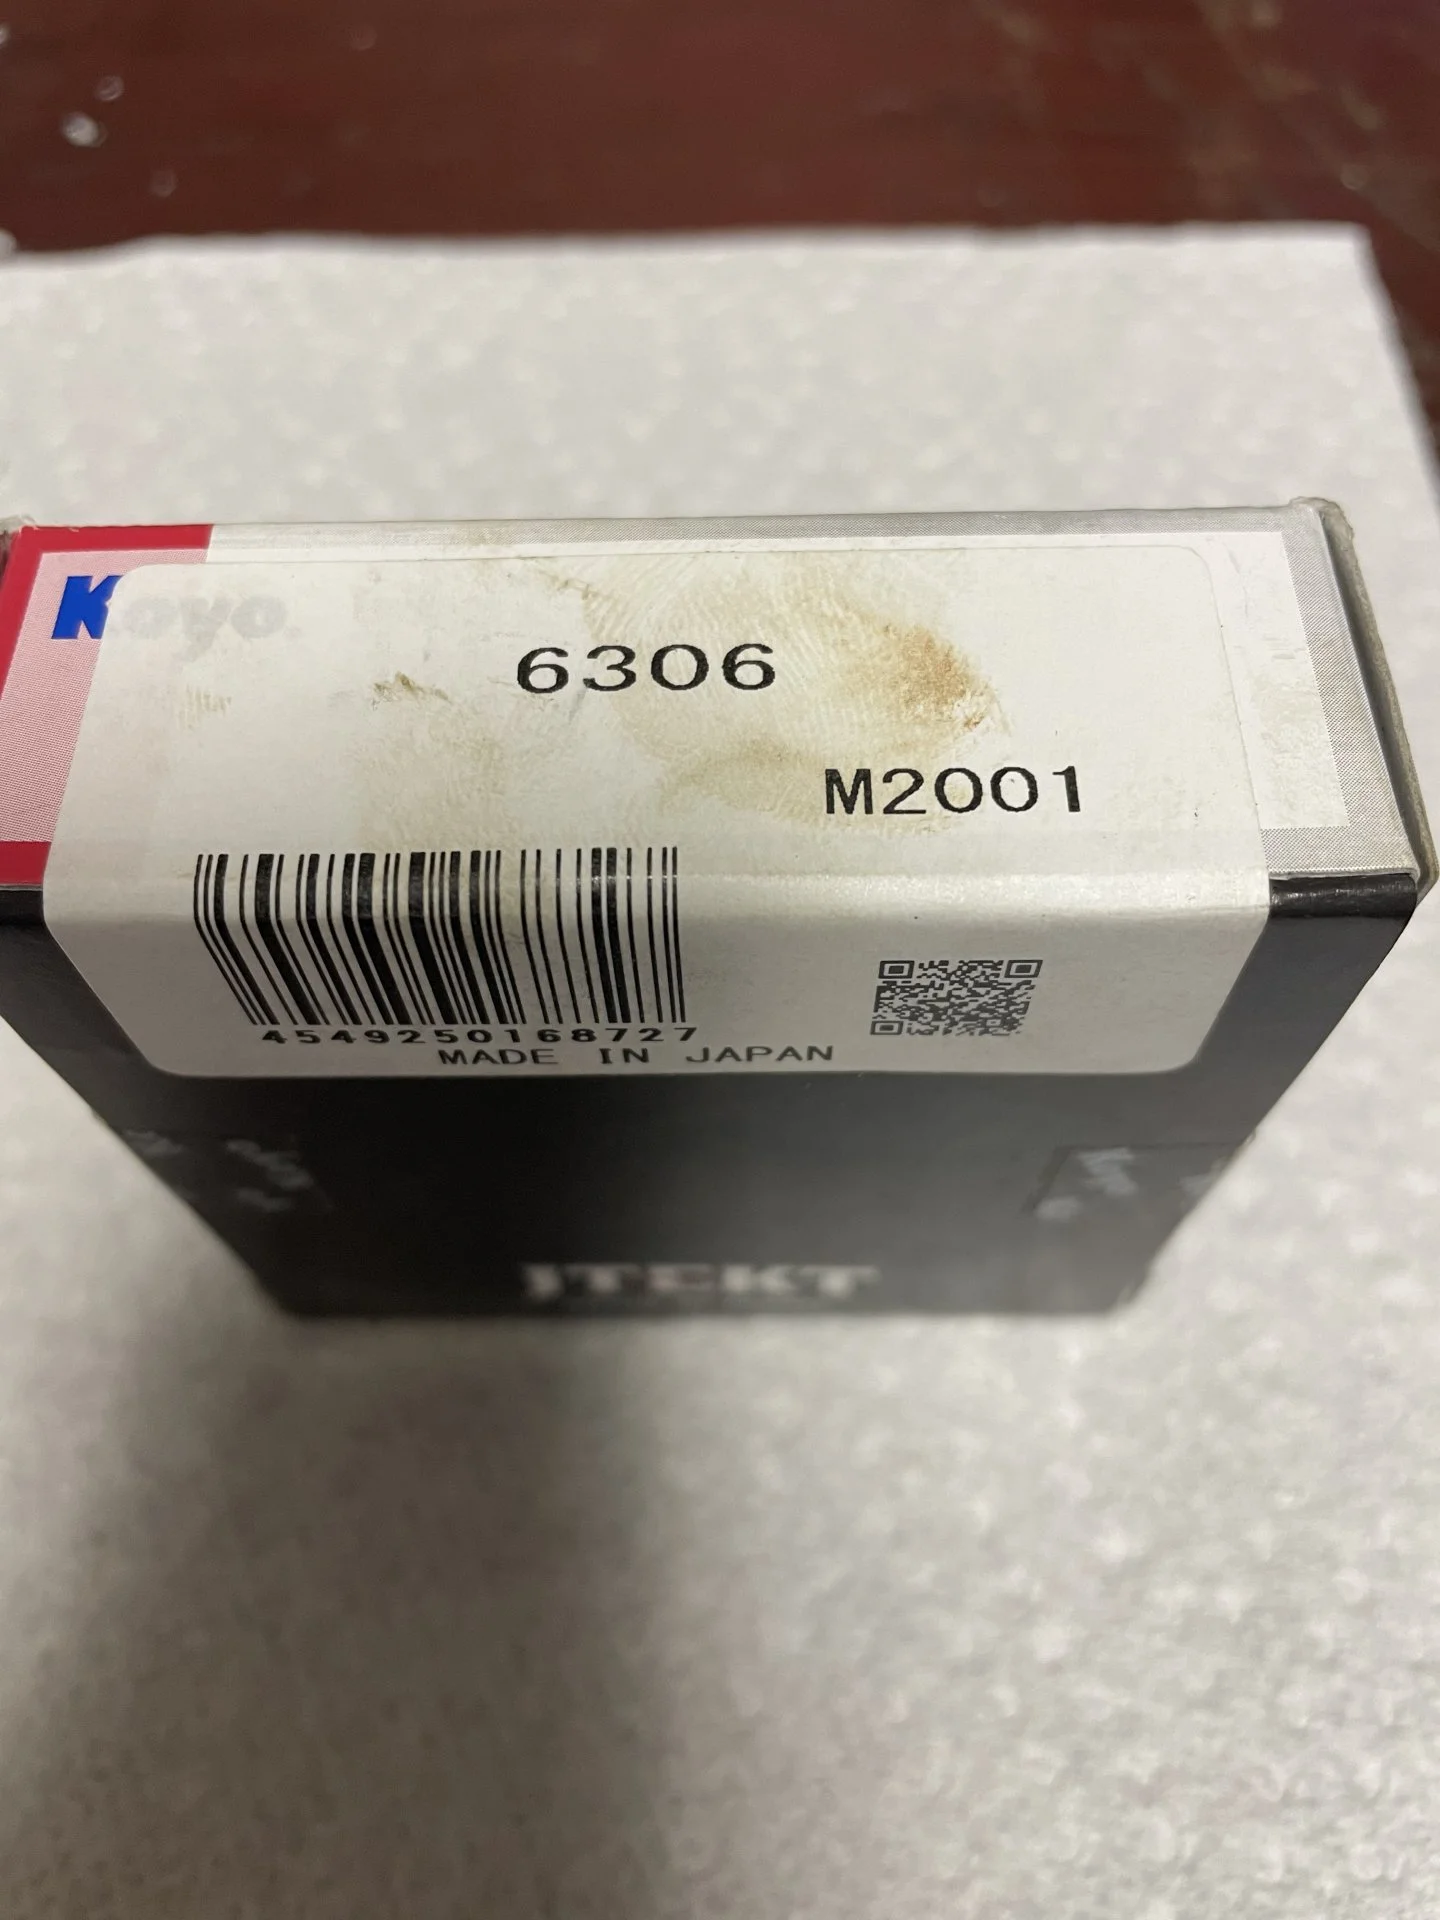 Koyo
6306
M2001
4549250168727
MADE IN JAPAN
JTEKT